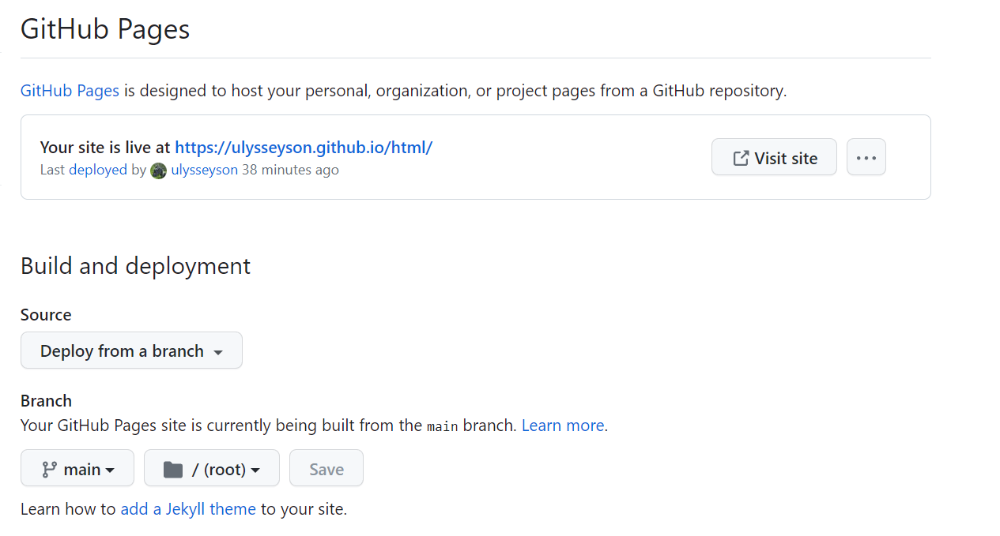 GitHub Pages
GitHub Pages is designed to host your personal, organization, or project pages from a GitHub repository.
Your site is live at https://ulysseyson.github.io/html/
Last deployed by ulysseyson 38 minutes ago
Visit site
Build and deployment
Source
Deploy from a branch
Branch
Your GitHub Pages site is currently being built from the main branch. Learn more.
main / (root) Save
Learn how to add a Jekyll theme to your site.